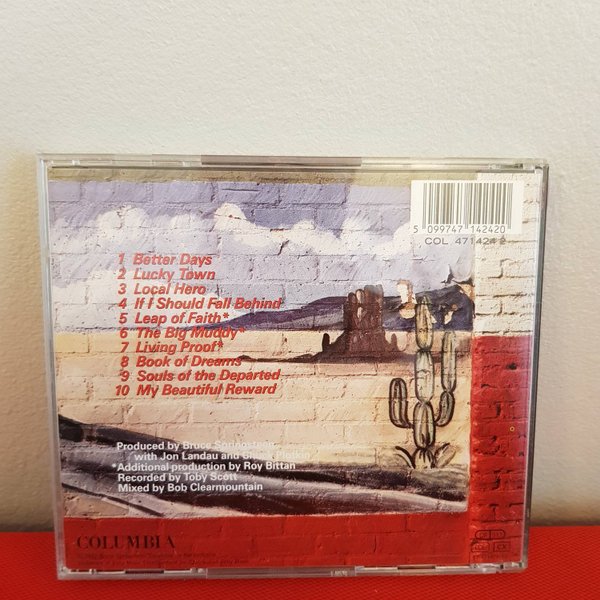 5 099747 142420
COL 471424 2
1 Better Days
2 Lucky Town
3 Local Hero
4 If I Should Fall Behind
5 Leap of Faith*
6 The Big Muddy*
7 Living Proof*
8 Book of Dreams
9 Souls of the Departed
10 My Beautiful Reward
Produced by Bruce Springsteen
with Jon Landau and Chuck Plotkin
*Additional production by Roy Bittan
Recorded by Toby Scott
Mixed by Bob Clearmountain
COLUMBIA